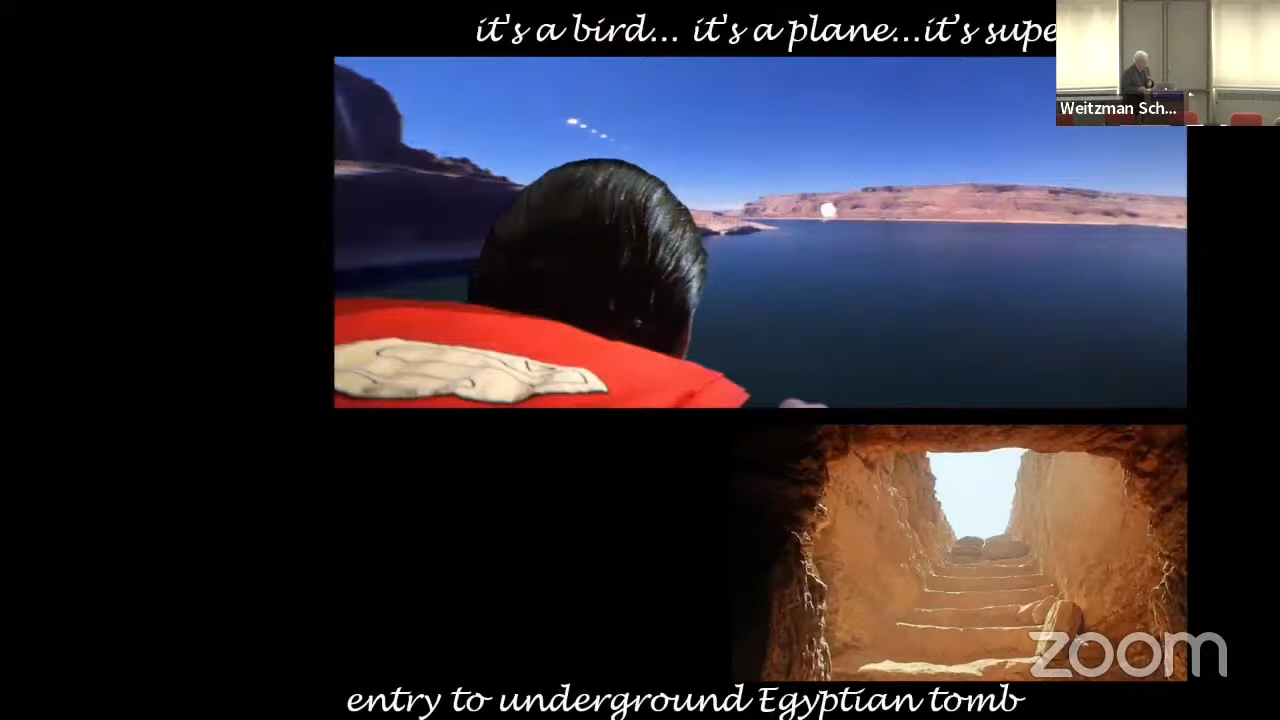 it's a bird... it's a plane...it's supe
Weitzman Sch...
zoom
entry to underground Egyptian tomb